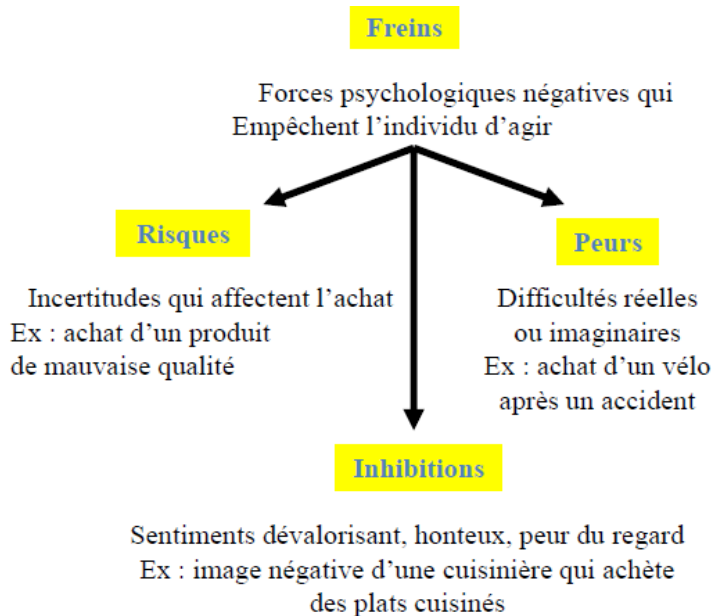 Freins
Forces psychologiques négatives qui
Empêchent l’individu d’agir
Risques
Incertitudes qui affectent l’achat
Ex : achat d’un produit
de mauvaise qualité
Peurs
Difficultés réelles
ou imaginaires
Ex : achat d’un vélo
après un accident
Inhibitions
Sentiments dévalorisant, honteux, peur du regard
Ex : image négative d’une cuisinière qui achète
des plats cuisinés